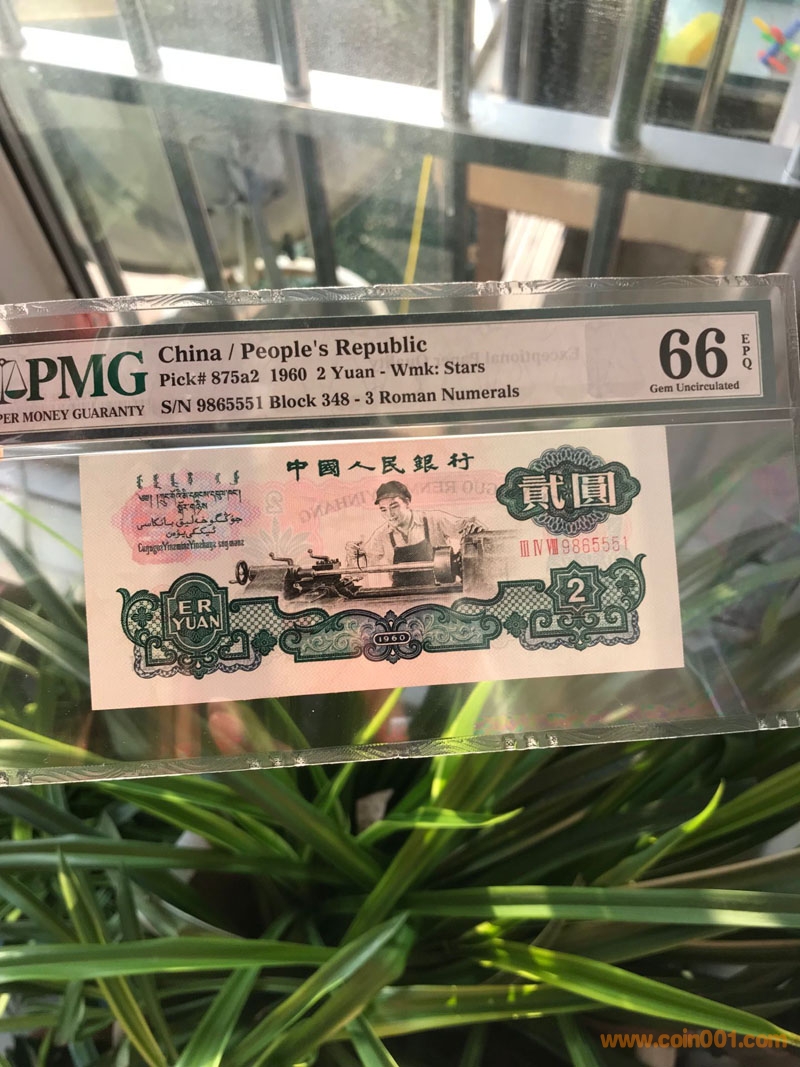 PMG
PER MONEY GUARANTY
China / People's Republic
Pick# 875a2 1960 2 Yuan - Wmk: Stars
S/N 9865551 Block 348 - 3 Roman Numerals
66
EPQ
Gem Uncirculated
中國人民銀行
貳圓
III IV VIII 9865551
ER
YUAN
1960
2
www.coin001.com